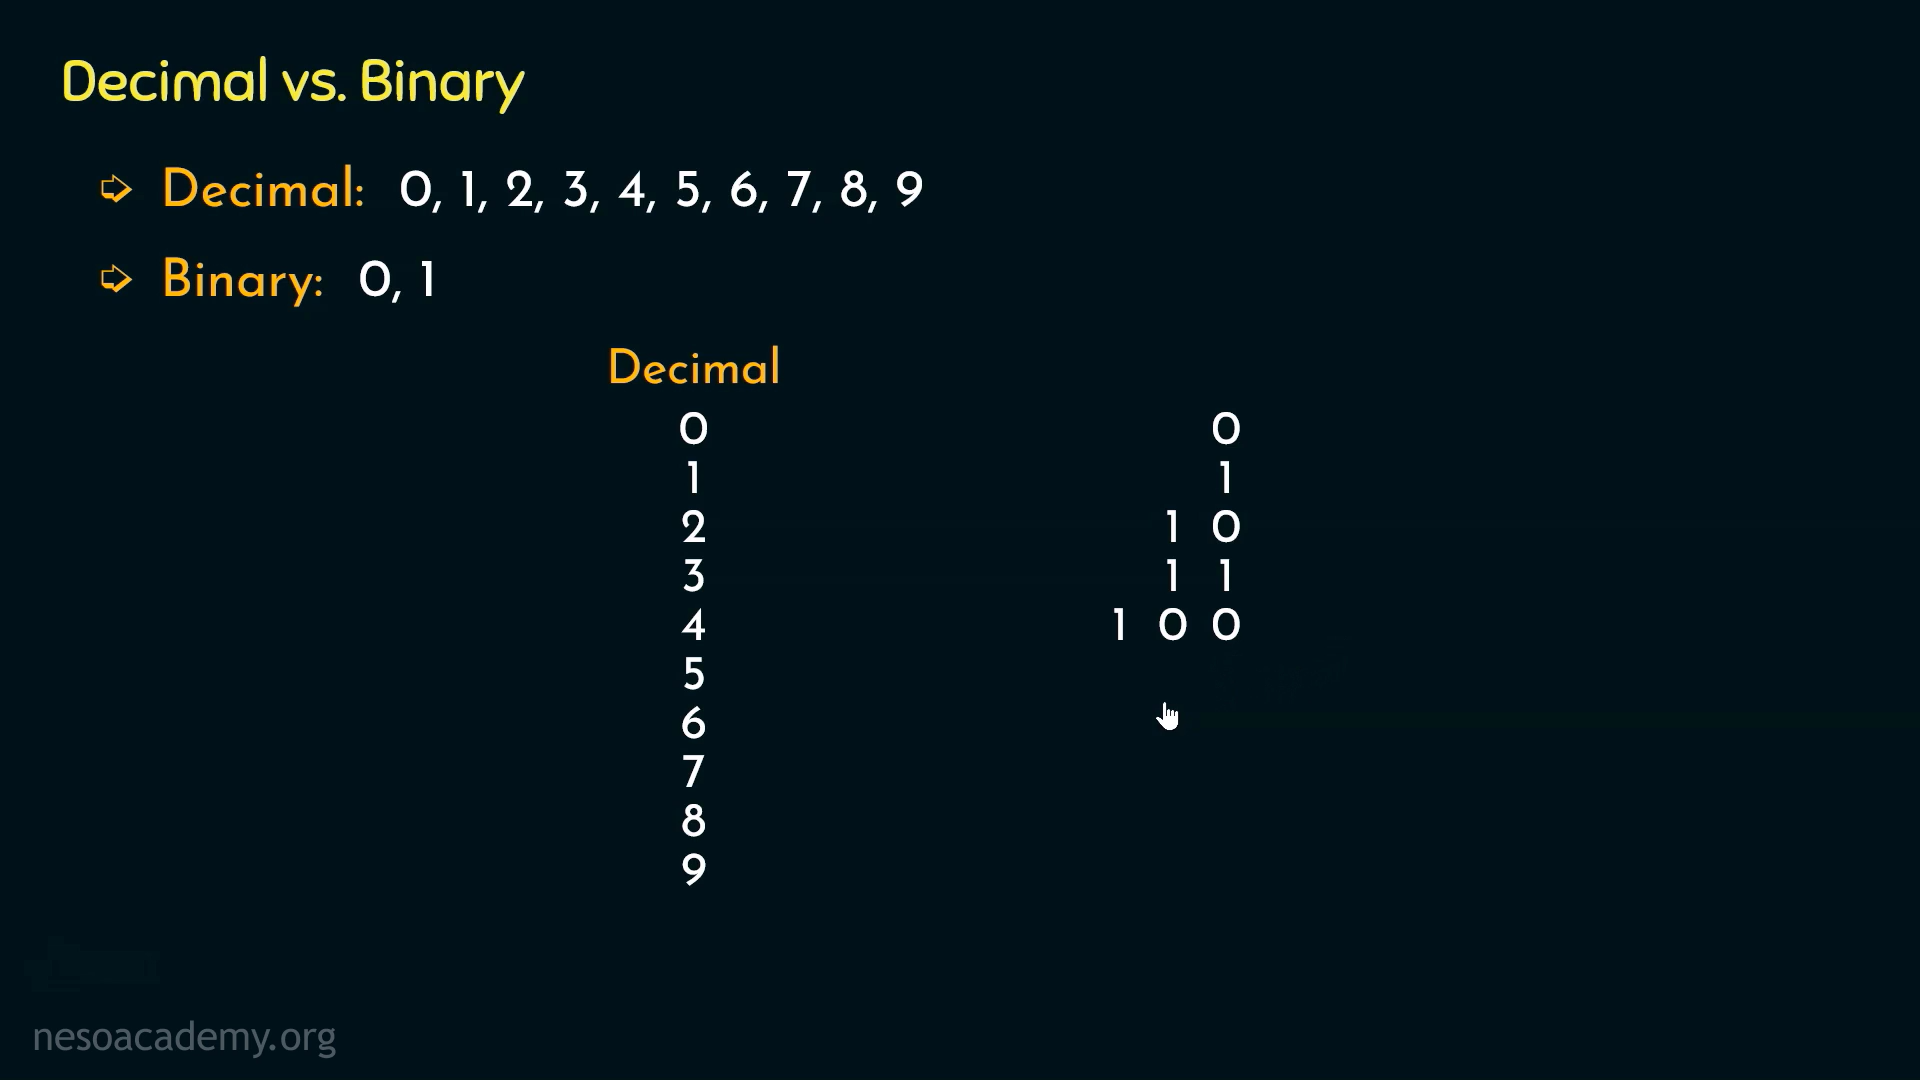 Decimal vs. Binary
➩ Decimal: 0, 1, 2, 3, 4, 5, 6, 7, 8, 9
➩ Binary: 0, 1
Decimal
0 0
1 1
2 1 0
3 1 1
4 1 0 0
5
6
7
8
9
nesoacademy.org